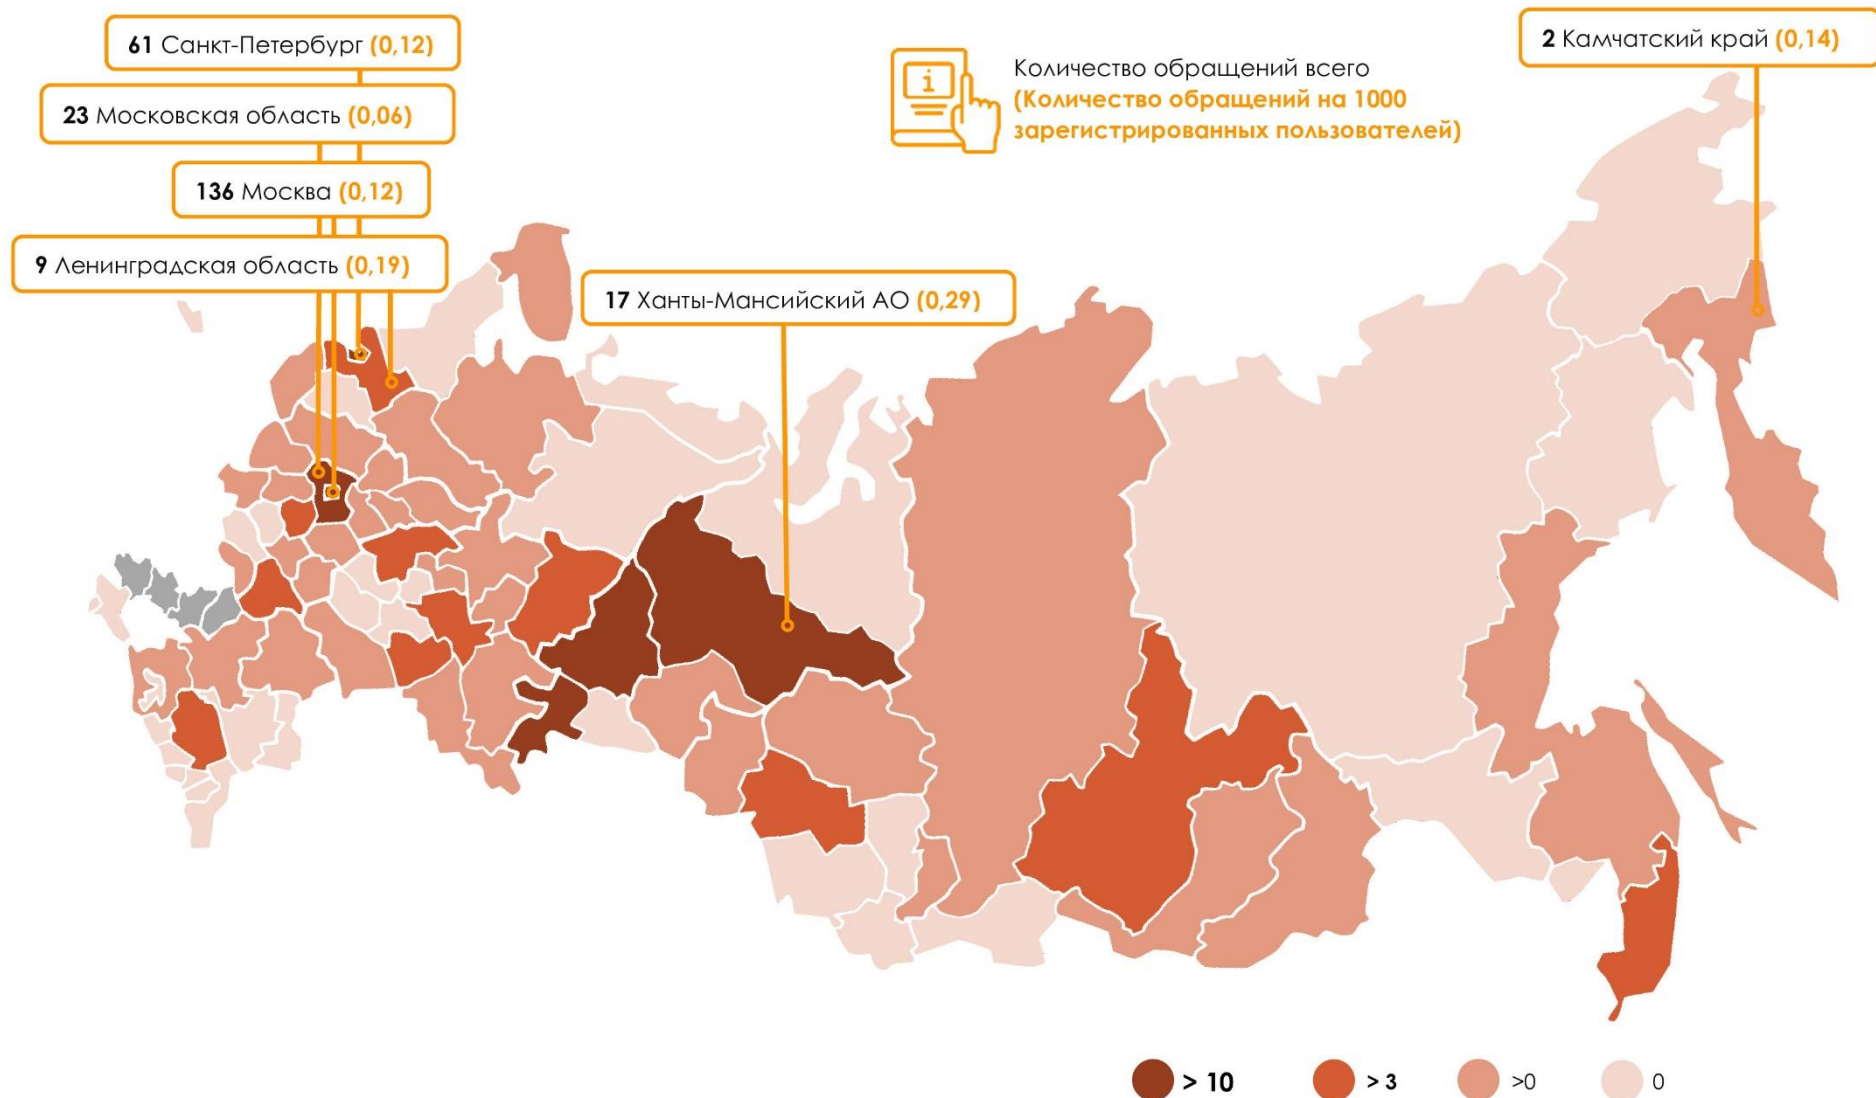 61 Санкт-Петербург (0,12)
23 Московская область (0,06)
136 Москва (0,12)
9 Ленинградская область (0,19)
17 Ханты-Мансийский АО (0,29)
i
Количество обращений всего
(Количество обращений на 1000
зарегистрированных пользователей)
2 Камчатский край (0,14)
> 10
> 3
>0
0